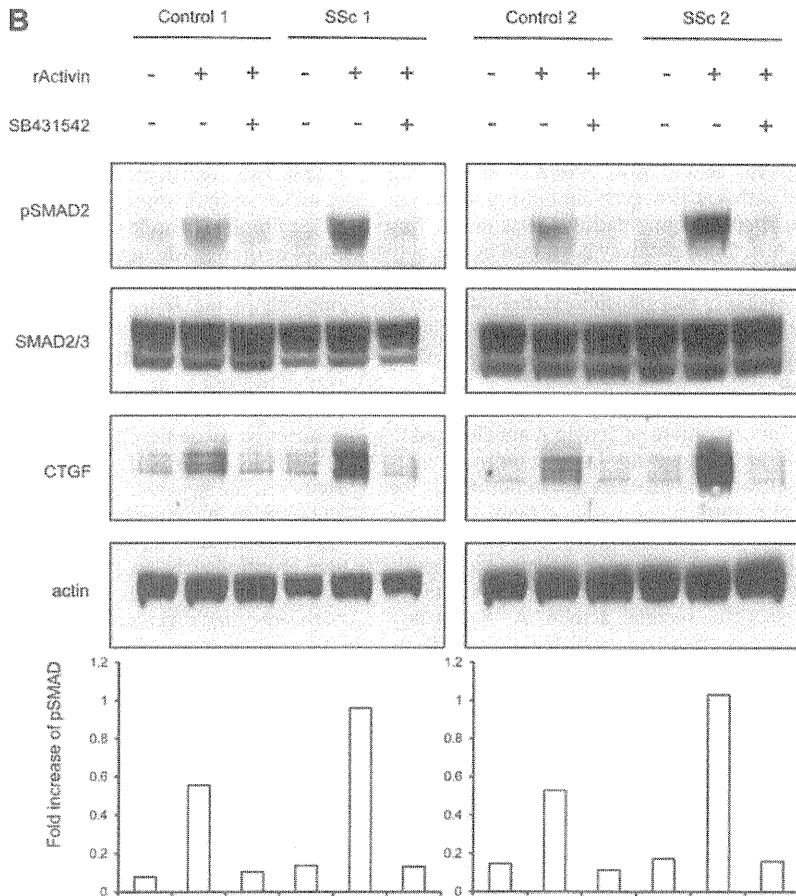 B
Control 1 SSc 1 Control 2 SSc 2
rActivin - + + - + + - + + - + +
SB431542 - - + - - + - - + - - +
pSMAD2
SMAD2/3
CTGF
actin
Fold increase of pSMAD
1.2 1.2
1 1
0.8 0.8
0.6 0.6
0.4 0.4
0.2 0.2
0 0